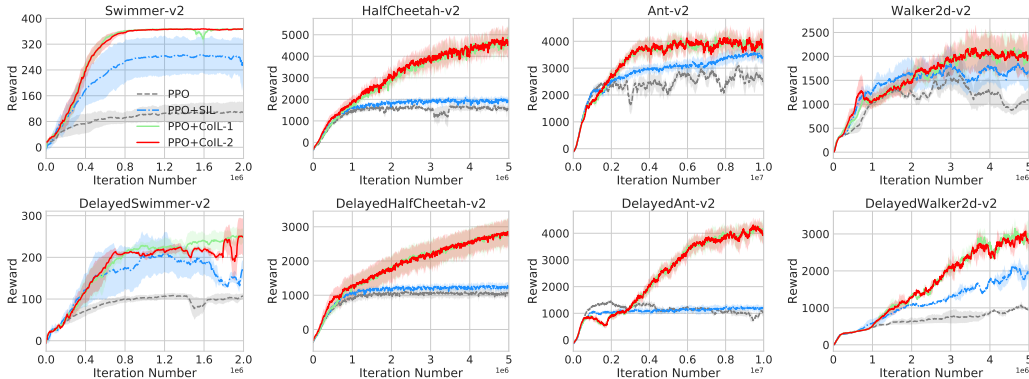 Swimmer-v2
HalfCheetah-v2
Ant-v2
Walker2d-v2
400
320
240
160
80
0
Reward
PPO
PPO+SIL
PPO+CoIL-1
PPO+CoIL-2
0.0 0.4 0.8 1.2 1.6 2.0
1e6
Iteration Number
5000
4000
3000
2000
1000
0
Reward
0 1 2 3 4 5
1e6
Iteration Number
4000
3000
2000
1000
0
Reward
0.0 0.2 0.4 0.6 0.8 1.0
1e7
Iteration Number
2500
2000
1500
1000
500
0
Reward
0 1 2 3 4 5
1e6
Iteration Number
DelayedSwimmer-v2
DelayedHalfCheetah-v2
DelayedAnt-v2
DelayedWalker2d-v2
300
200
100
0
Reward
0.0 0.4 0.8 1.2 1.6 2.0
1e6
Iteration Number
3000
2000
1000
0
Reward
0 1 2 3 4 5
1e6
Iteration Number
4000
3000
2000
1000
0
Reward
0.0 0.2 0.4 0.6 0.8 1.0
1e7
Iteration Number
3000
2000
1000
0
Reward
0 1 2 3 4 5
1e6
Iteration Number